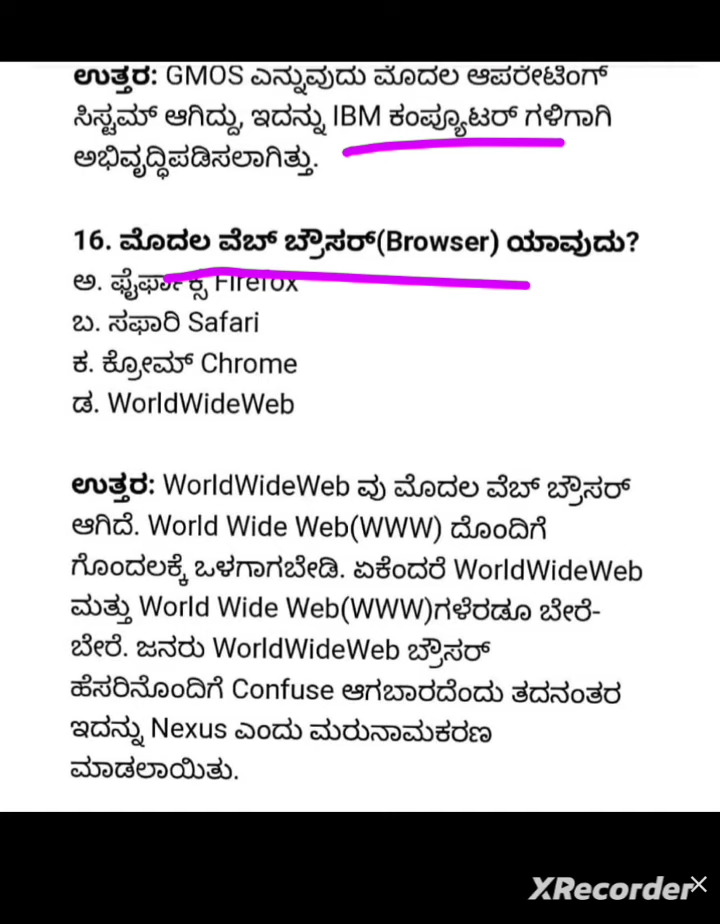 ಉತ್ತರ: GMOS ಎನ್ನುವುದು ಮೊದಲ ಆಪರೇಟಿಂಗ್
ಸಿಸ್ಟಮ್ ಆಗಿದ್ದು, ಇದನ್ನು IBM ಕಂಪ್ಯೂಟರ್ ಗಳಿಗಾಗಿ
ಅಭಿವೃದ್ಧಿಪಡಿಸಲಾಗಿತ್ತು.
16. ಮೊದಲ ವೆಬ್ ಬ್ರೌಸರ್(Browser) ಯಾವುದು?
ಅ. ಫೈರ್ಫಾಕ್ಸ Firefox
ಬ. ಸಫಾರಿ Safari
ಕ. ಕ್ರೋಮ್ Chrome
ಡ. WorldWideWeb
ಉತ್ತರ: WorldWideWeb ವು ಮೊದಲ ವೆಬ್ ಬ್ರೌಸರ್
ಆಗಿದೆ. World Wide Web(WWW) ದೊಂದಿಗೆ
ಗೊಂದಲಕ್ಕೆ ಒಳಗಾಗಬೇಡಿ. ಏಕೆಂದರೆ WorldWideWeb
ಮತ್ತು World Wide Web(WWW)ಗಳೆರಡೂ ಬೇರೆ-
ಬೇರೆ. ಜನರು WorldWideWeb ಬ್ರೌಸರ್
ಹೆಸರಿನೊಂದಿಗೆ Confuse ಆಗಬಾರದೆಂದು ತದನಂತರ
ಇದನ್ನು Nexus ಎಂದು ಮರುನಾಮಕರಣ
ಮಾಡಲಾಯಿತು.
XRecorder